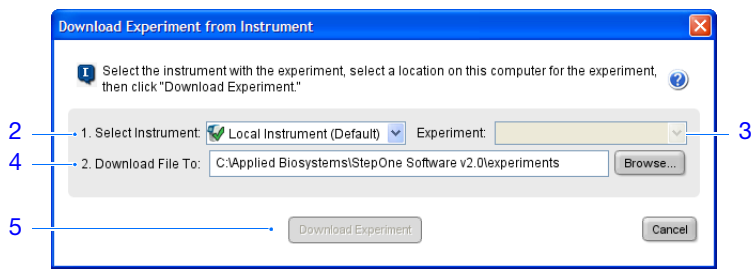 Download Experiment from Instrument
Select the instrument with the experiment, select a location on this computer for the experiment,
then click "Download Experiment."
2 1. Select Instrument: Local Instrument (Default) Experiment: 3
4 2. Download File To: C:\Applied Biosystems\StepOne Software v2.0\experiments Browse...
5 Download Experiment Cancel